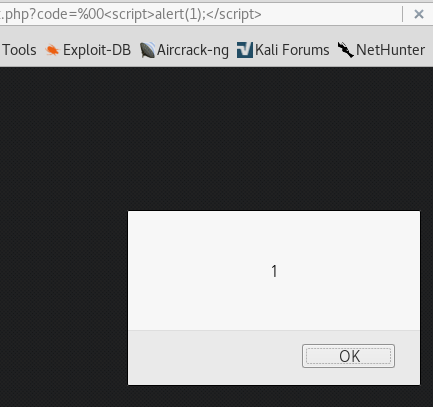 .php?code=%00<script>alert(1);</script>
Tools Exploit-DB Aircrack-ng Kali Forums NetHunter
1
OK